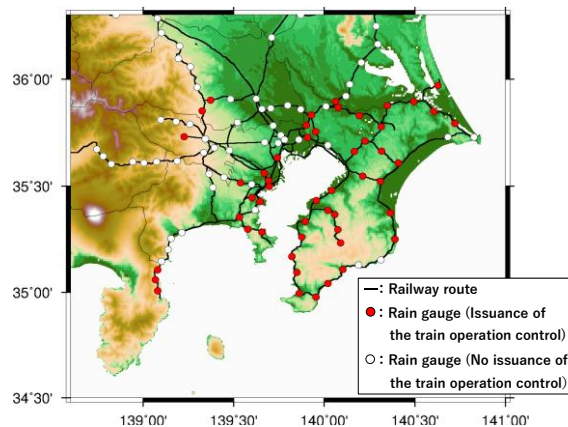 36°00'
35°30'
35°00'
34°30'
139°00'
139°30'
140°00'
140°30'
141°00'
─: Railway route
●: Rain gauge (Issuance of
the train operation control)
○: Rain gauge (No issuance of
the train operation control)